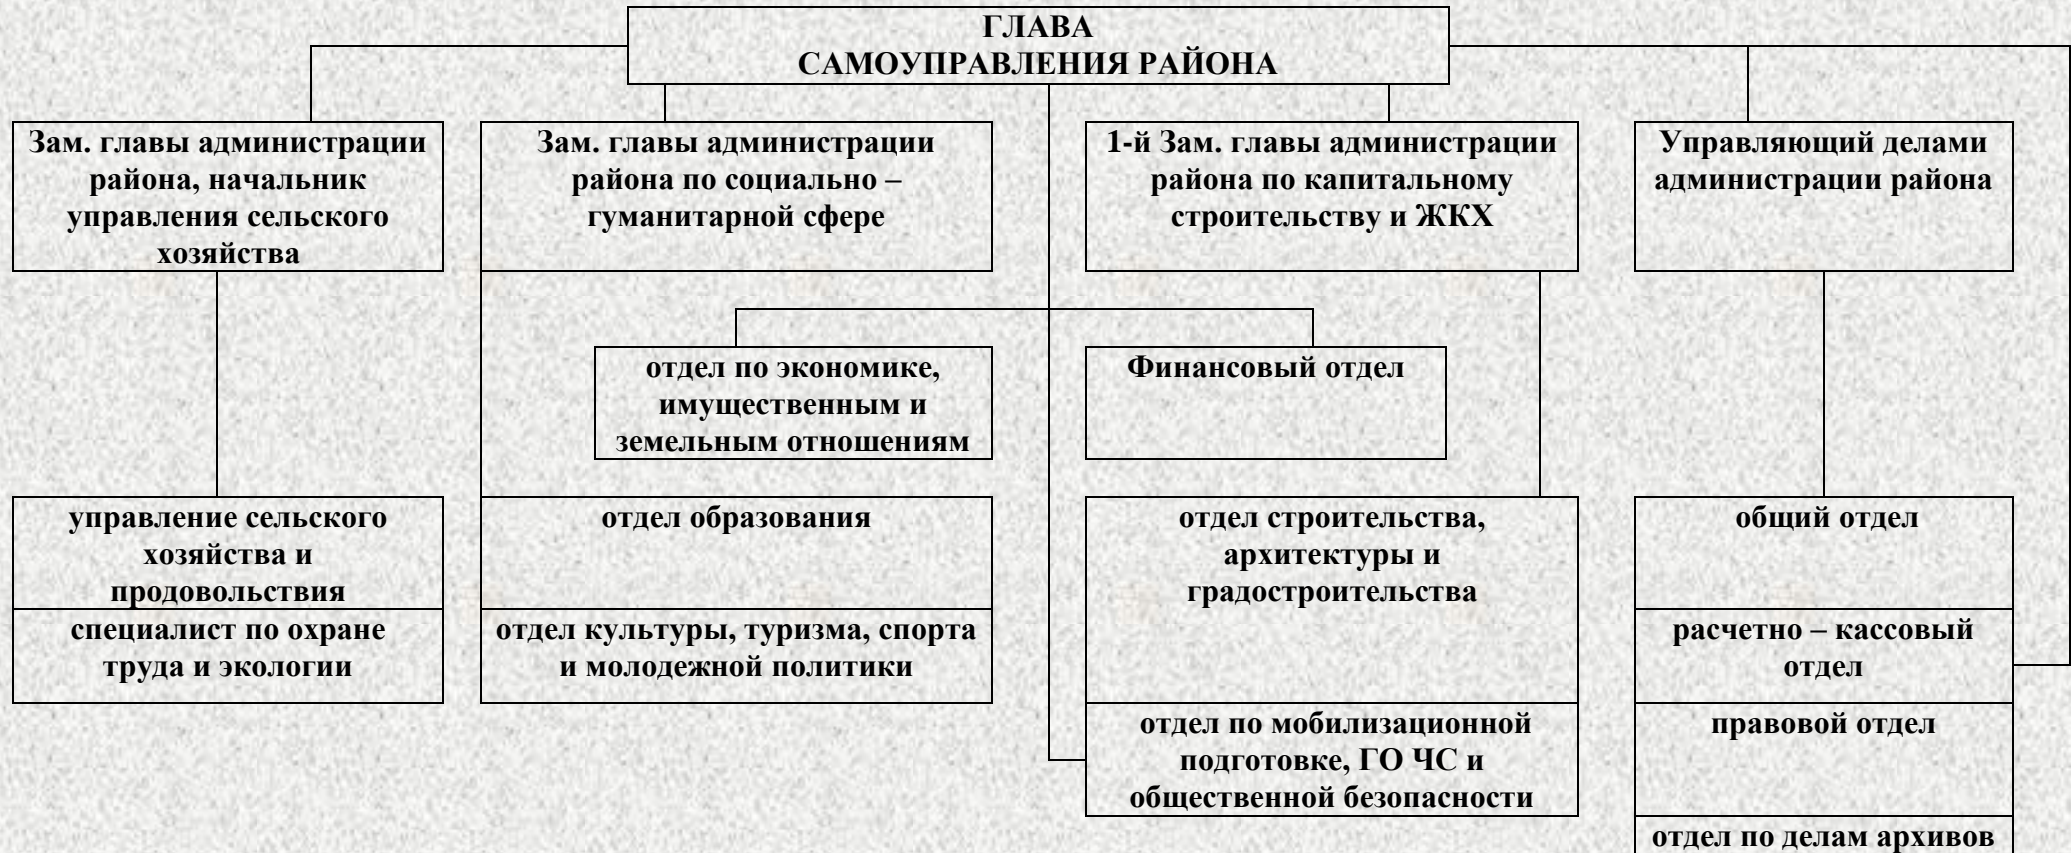 ГЛАВА
САМОУПРАВЛЕНИЯ РАЙОНА
Зам. главы администрации
района, начальник
управления сельского
хозяйства
Зам. главы администрации
района по социально –
гуманитарной сфере
1-й Зам. главы администрации
района по капитальному
строительству и ЖКХ
Управляющий делами
администрации района
отдел по экономике,
имущественным и
земельным отношениям
Финансовый отдел
управление сельского
хозяйства и
продовольствия
специалист по охране
труда и экологии
отдел образования
отдел культуры, туризма, спорта
и молодежной политики
отдел строительства,
архитектуры и
градостроительства
отдел по мобилизационной
подготовке, ГО ЧС и
общественной безопасности
общий отдел
расчетно – кассовый
отдел
правовой отдел
отдел по делам архивов